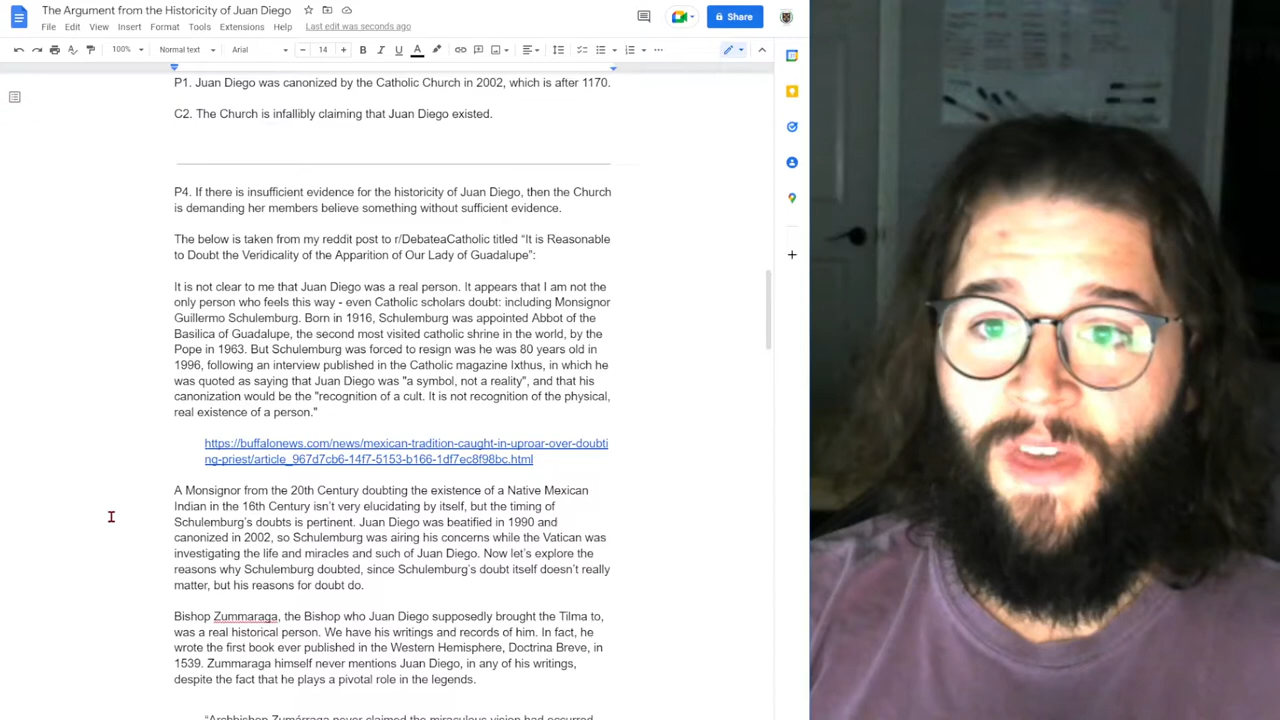 The Argument from the Historicity of Juan Diego
File Edit View Insert Format Tools Extensions Help Last edit was seconds ago
Share
100% Normal text Arial 14 B I U A
P1. Juan Diego was canonized by the Catholic Church in 2002, which is after 1170.
C2. The Church is infallibly claiming that Juan Diego existed.
P4. If there is insufficient evidence for the historicity of Juan Diego, then the Church
is demanding her members believe something without sufficient evidence.
The below is taken from my reddit post to r/DebateaCatholic titled “It is Reasonable
to Doubt the Veridicality of the Apparition of Our Lady of Guadalupe”:
It is not clear to me that Juan Diego was a real person. It appears that I am not the
only person who feels this way - even Catholic scholars doubt: including Monsignor
Guillermo Schulemburg. Born in 1916, Schulemburg was appointed Abbot of the
Basilica of Guadalupe, the second most visited catholic shrine in the world, by the
Pope in 1963. But Schulemburg was forced to resign was he was 80 years old in
1996, following an interview published in the Catholic magazine Ixthus, in which he
was quoted as saying that Juan Diego was "a symbol, not a reality", and that his
canonization would be the "recognition of a cult. It is not recognition of the physical,
real existence of a person."
https://buffalonews.com/news/mexican-tradition-caught-in-uproar-over-doubti
ng-priest/article_967d7cb6-14f7-5153-b166-1df7ec8f98bc.html
A Monsignor from the 20th Century doubting the existence of a Native Mexican
Indian in the 16th Century isn’t very elucidating by itself, but the timing of
Schulemburg’s doubts is pertinent. Juan Diego was beatified in 1990 and
canonized in 2002, so Schulemburg was airing his concerns while the Vatican was
investigating the life and miracles and such of Juan Diego. Now let’s explore the
reasons why Schulemburg doubted, since Schulemburg’s doubt itself doesn’t really
matter, but his reasons for doubt do.
Bishop Zummaraga, the Bishop who Juan Diego supposedly brought the Tilma to,
was a real historical person. We have his writings and records of him. In fact, he
wrote the first book ever published in the Western Hemisphere, Doctrina Breve, in
1539. Zummaraga himself never mentions Juan Diego, in any of his writings,
despite the fact that he plays a pivotal role in the legends.
“Archbishop Zumárraga never claimed the miraculous vision had occurred